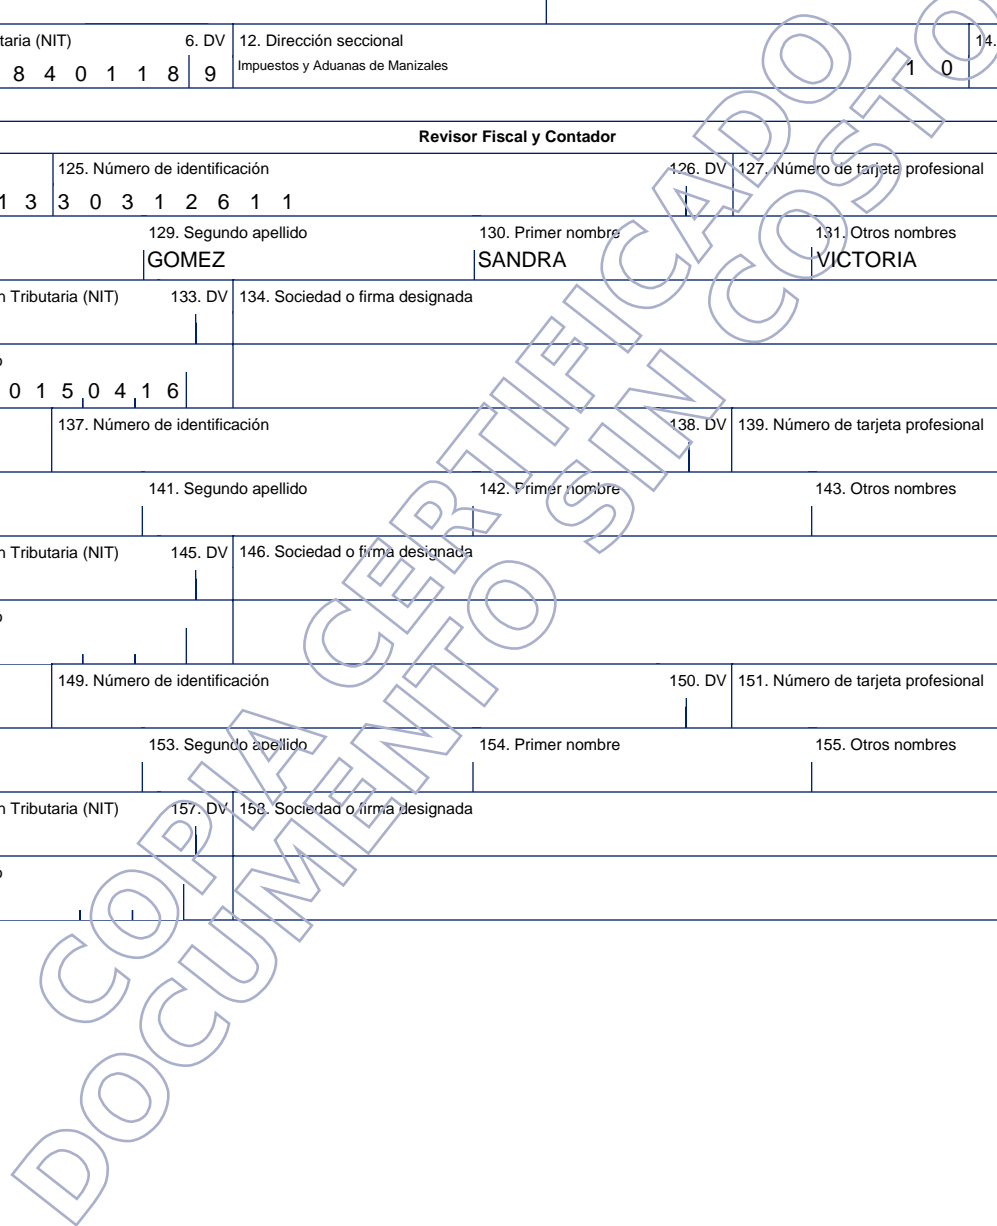 taria (NIT) 6. DV 12. Dirección seccional 14.
8 4 0 1 1 8 9 Impuestos y Aduanas de Manizales 1 0
Revisor Fiscal y Contador
125. Número de identificación 126. DV 127. Número de tarjeta profesional
1 3 3 0 3 1 2 6 1 1
129. Segundo apellido 130. Primer nombre 131. Otros nombres
GOMEZ SANDRA VICTORIA
n Tributaria (NIT) 133. DV 134. Sociedad o firma designada
o
0 1 5 0 4 1 6
137. Número de identificación 138. DV 139. Número de tarjeta profesional
141. Segundo apellido 142. Primer nombre 143. Otros nombres
n Tributaria (NIT) 145. DV 146. Sociedad o firma designada
o
149. Número de identificación 150. DV 151. Número de tarjeta profesional
153. Segundo apellido 154. Primer nombre 155. Otros nombres
n Tributaria (NIT) 157. DV 158. Sociedad o firma designada
o
COPIA CERTIFICADO
DOCUMENTO SIN COSTO